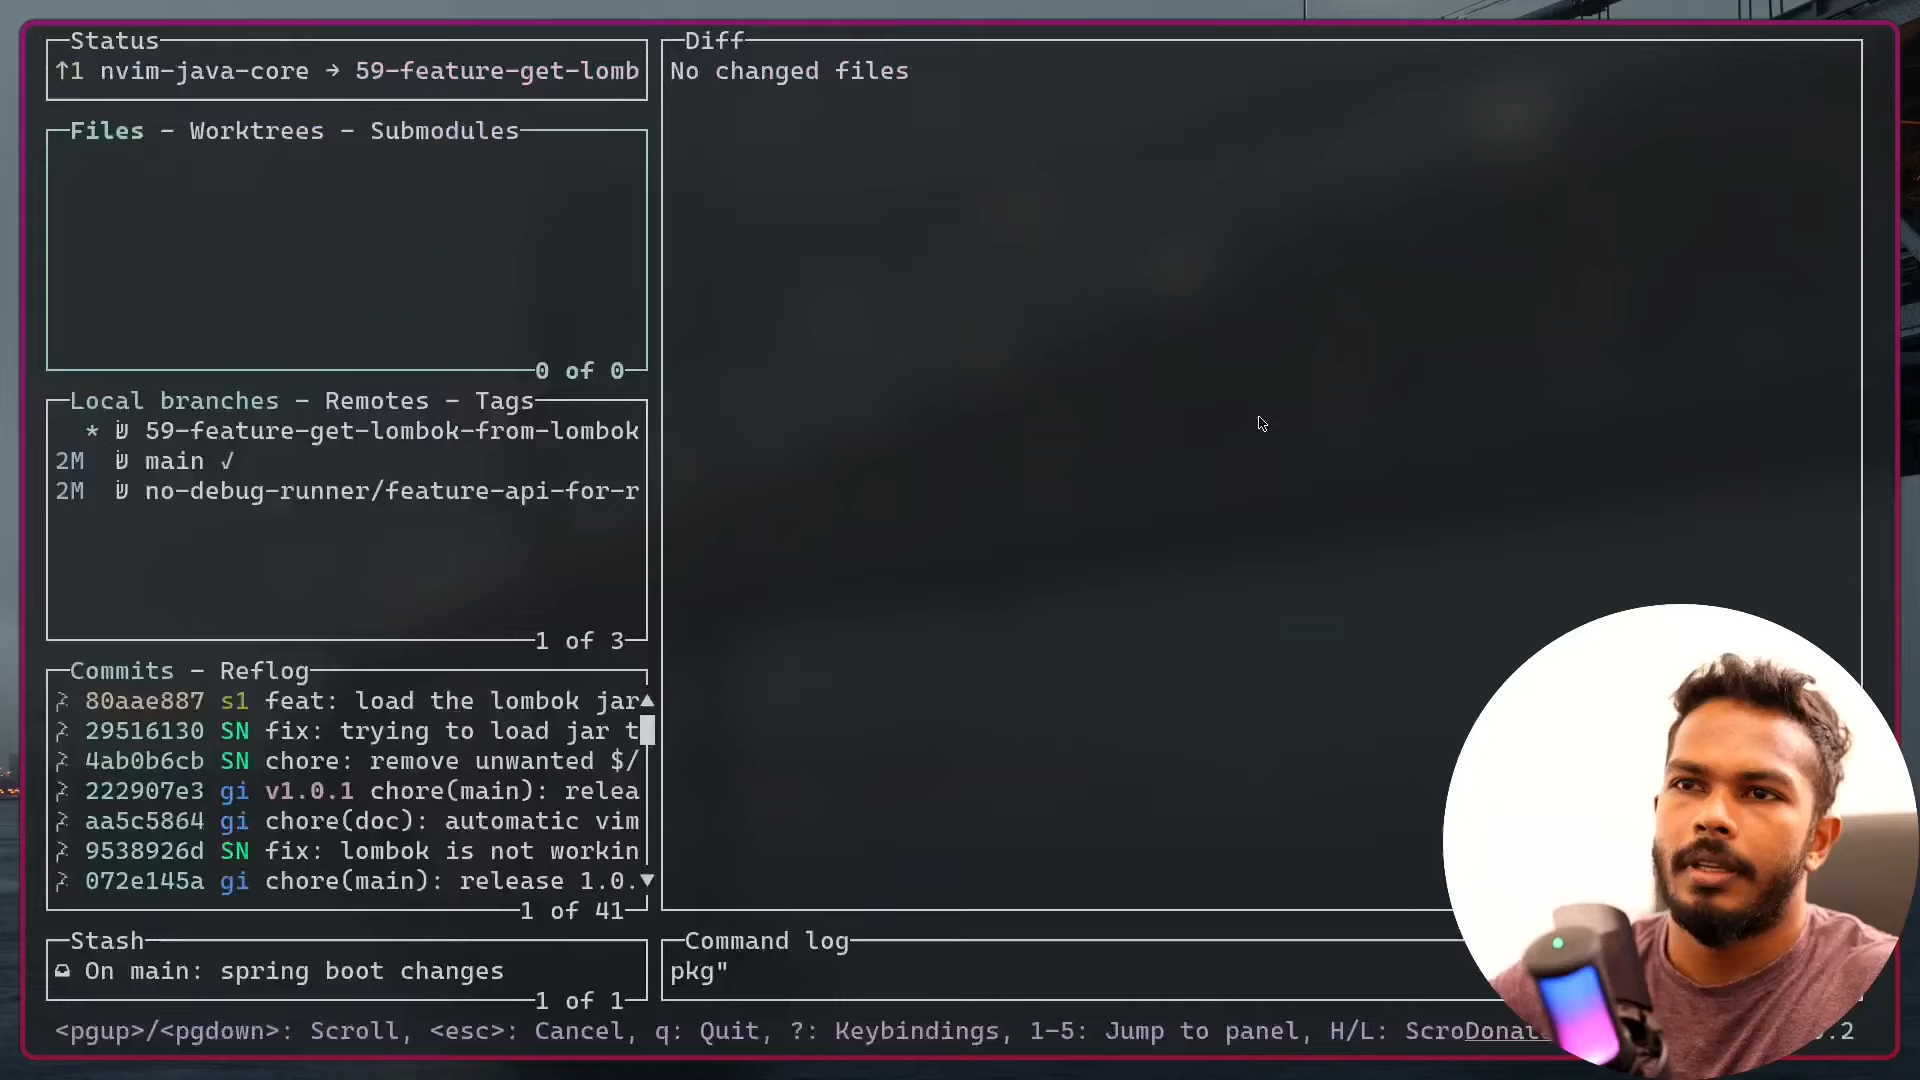 Status
↑1 nvim-java-core → 59-feature-get-lomb
Files - Worktrees - Submodules
0 of 0
Local branches - Remotes - Tags
* 59-feature-get-lombok-from-lombok
2M main ✓
2M no-debug-runner/feature-api-for-r
1 of 3
Commits - Reflog
80aae887 s1 feat: load the lombok jar
29516130 SN fix: trying to load jar t
4ab0b6cb SN chore: remove unwanted $/
222907e3 gi v1.0.1 chore(main): relea
aa5c5864 gi chore(doc): automatic vim
9538926d SN fix: lombok is not workin
072e145a gi chore(main): release 1.0.
1 of 41
Stash
On main: spring boot changes
1 of 1
Diff
No changed files
Command log
pkg"
<pgup>/<pgdown>: Scroll, <esc>: Cancel, q: Quit, ?: Keybindings, 1-5: Jump to panel, H/L: Scro Donat .2